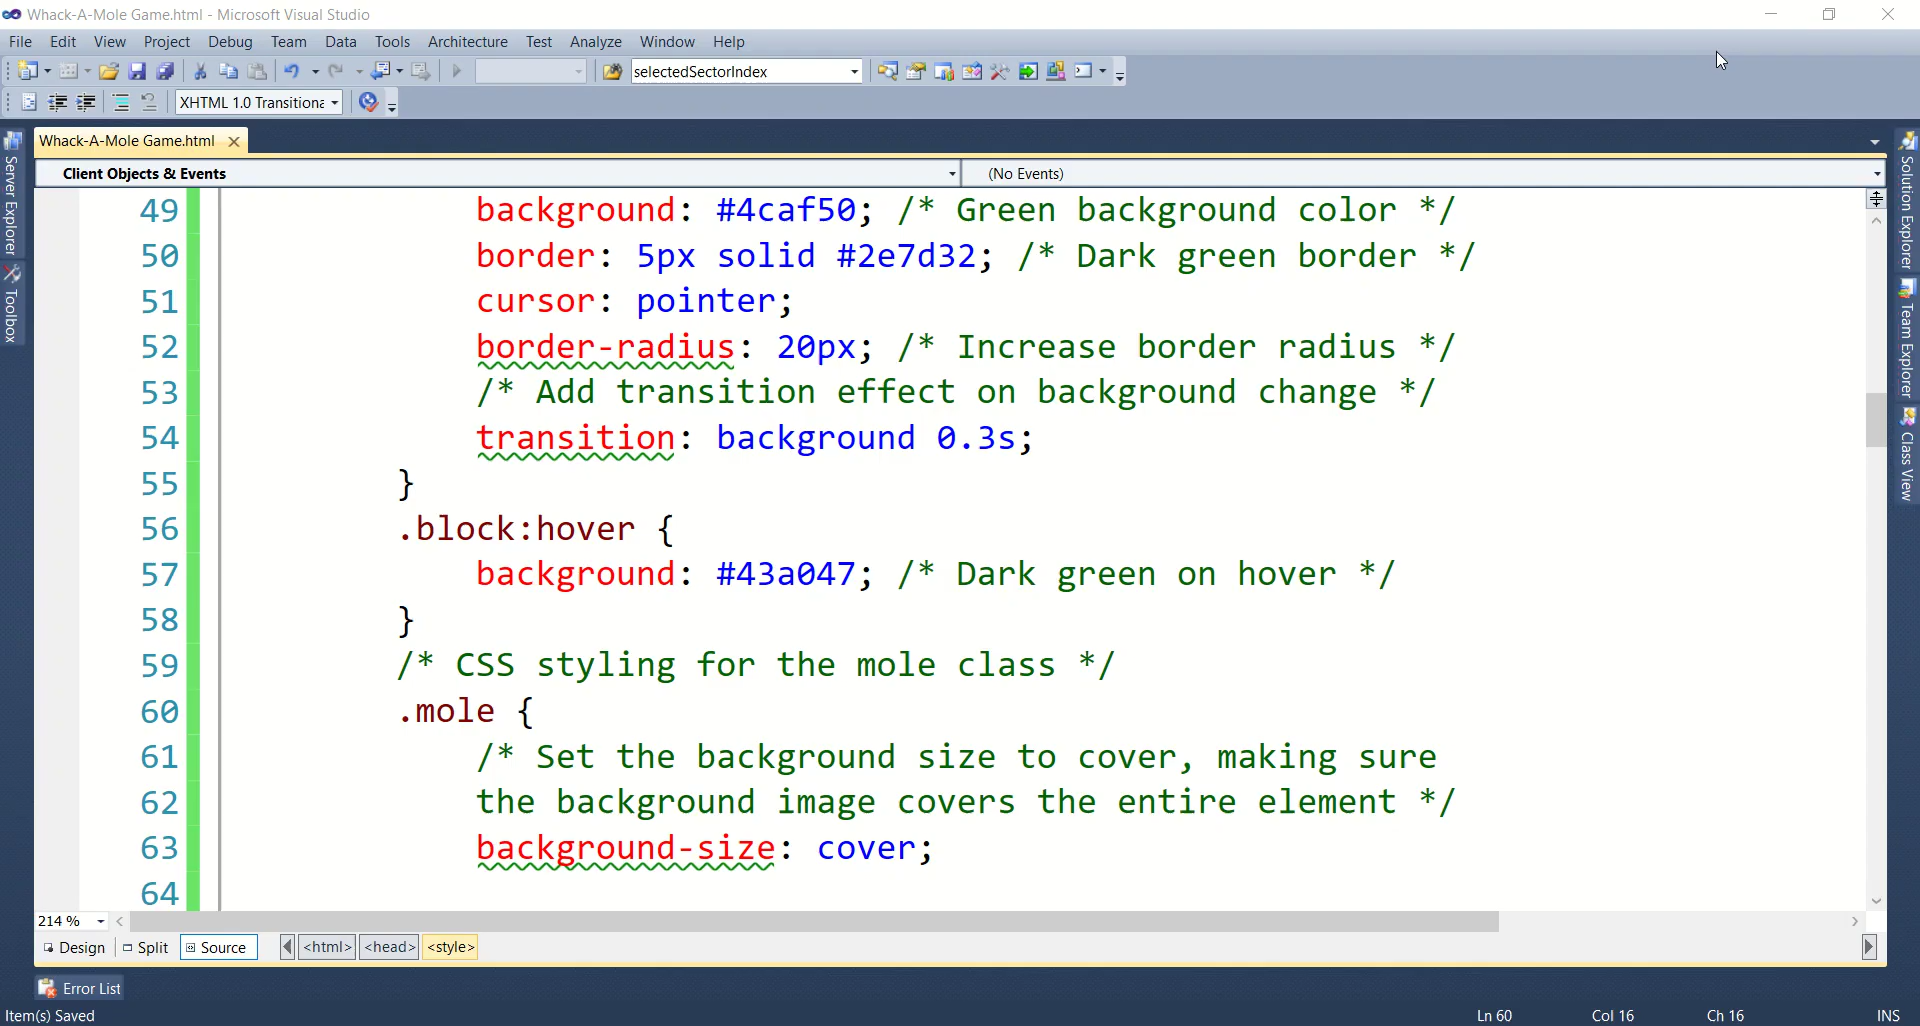 Whack-A-Mole Game.html - Microsoft Visual Studio
File Edit View Project Debug Team Data Tools Architecture Test Analyze Window Help
selectedSectorIndex
XHTML 1.0 Transitiona
Whack-A-Mole Game.html
Client Objects & Events (No Events)
Server Explorer
Toolbox
Solution Explorer
Team Explorer
Class View
49 background: #4caf50; /* Green background color */
50 border: 5px solid #2e7d32; /* Dark green border */
51 cursor: pointer;
52 border-radius: 20px; /* Increase border radius */
53 /* Add transition effect on background change */
54 transition: background 0.3s;
55 }
56 .block:hover {
57 background: #43a047; /* Dark green on hover */
58 }
59 /* CSS styling for the mole class */
60 .mole {
61 /* Set the background size to cover, making sure
62 the background image covers the entire element */
63 background-size: cover;
64
214 %
Design Split Source <html> <head> <style>
Error List
Item(s) Saved Ln 60 Col 16 Ch 16 INS